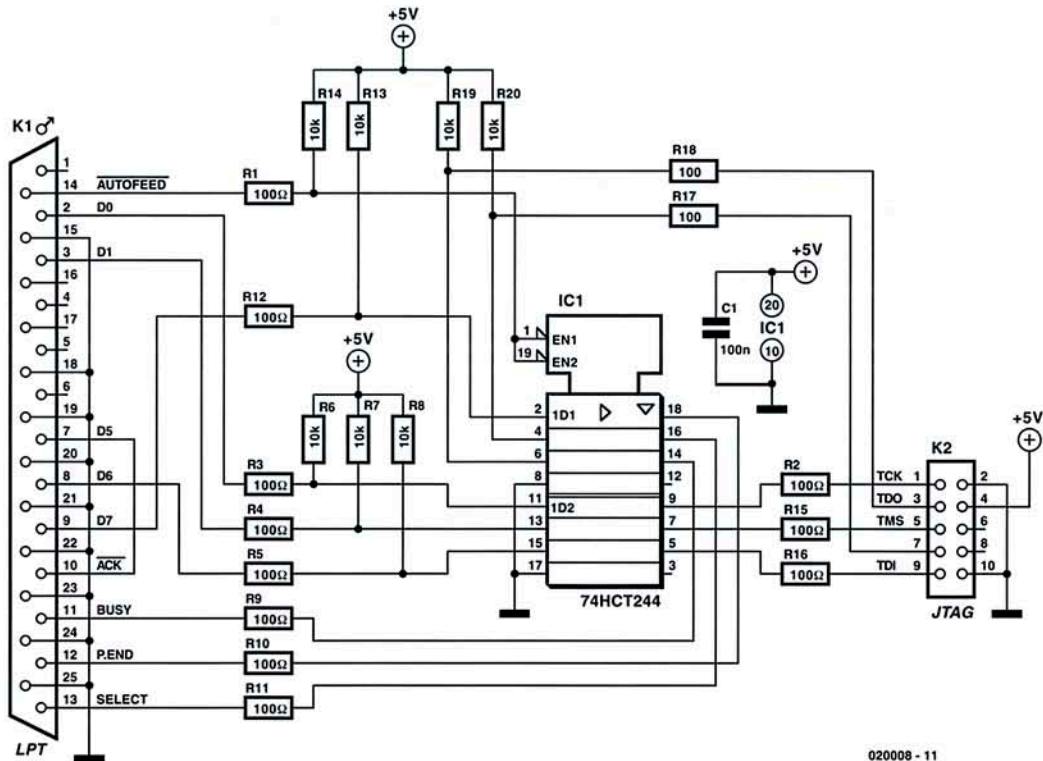 +5V
R14
R13
R19
R20
10k
10k
10k
10k
K1
1
14
AUTOFEED
R1
100Ω
R18
100
2
D0
R17
100
15
3
D1
16
4
R12
100Ω
17
5
18
6
19
+5V
R6
R7
R8
10k
10k
10k
IC1
1
EN1
19
EN2
+5V
C1
100n
20
IC1
10
7
D5
20
8
D6
21
9
D7
22
10
ACK
23
11
BUSY
24
12
P.END
25
13
SELECT
LPT
R3
100Ω
R4
100Ω
R5
100Ω
R9
100Ω
R10
100Ω
R11
100Ω
2
1D1
18
4
16
6
14
8
12
11
1D2
9
13
7
15
5
17
3
74HCT244
R2
100Ω
R15
100Ω
R16
100Ω
+5V
K2
TCK
1
2
TDO
3
4
TMS
5
6
7
8
TDI
9
10
JTAG
020008 - 11